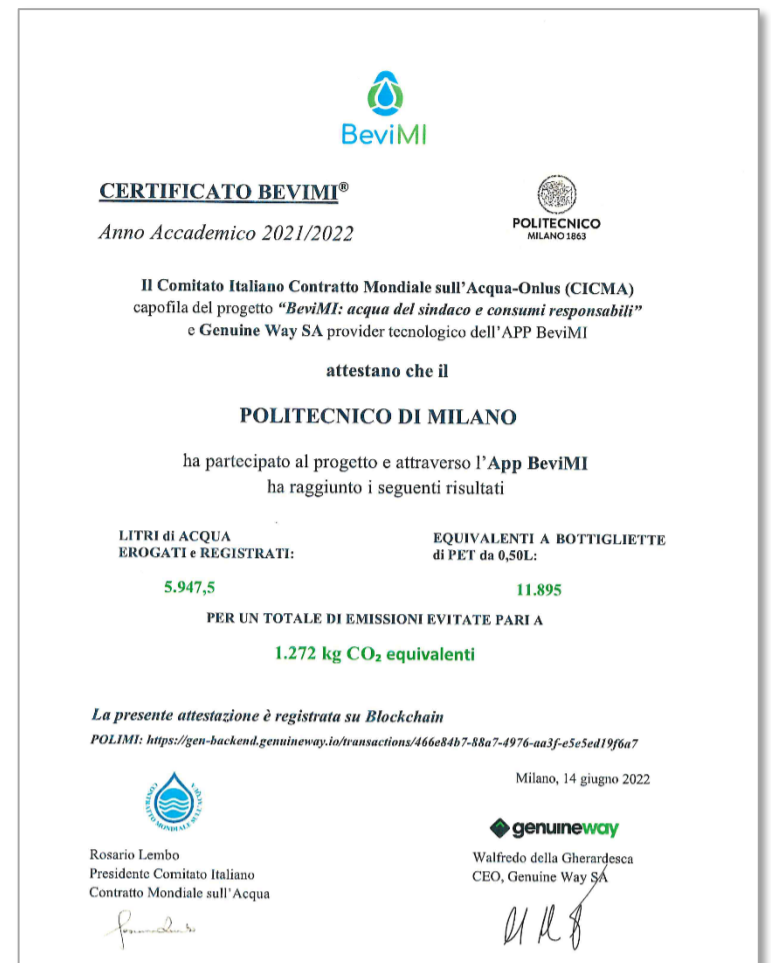 BeviMI
CERTIFICATO BEVIMI®
Anno Accademico 2021/2022
POLITECNICO
MILANO 1863
Il Comitato Italiano Contratto Mondiale sull'Acqua-Onlus (CICMA)
capofila del progetto "BeviMI: acqua del sindaco e consumi responsabili"
e Genuine Way SA provider tecnologico dell'APP BeviMI
attestano che il
POLITECNICO DI MILANO
ha partecipato al progetto e attraverso l'App BeviMI
ha raggiunto i seguenti risultati
LITRI di ACQUA
EROGATI e REGISTRATI:
5.947,5
EQUIVALENTI A BOTTIGLIETTE
di PET da 0,50L:
11.895
PER UN TOTALE DI EMISSIONI EVITATE PARI A
1.272 kg CO₂ equivalenti
La presente attestazione è registrata su Blockchain
POLIMI: https://gen-backend.genuineway.io/transactions/466e84b7-88a7-4976-aa3f-e5e5ed19f6a7
Milano, 14 giugno 2022
CONTRATTO MONDIALE SULL'ACQUA
genuineway
Rosario Lembo
Presidente Comitato Italiano
Contratto Mondiale sull'Acqua
Walfredo della Gherardesca
CEO, Genuine Way SA